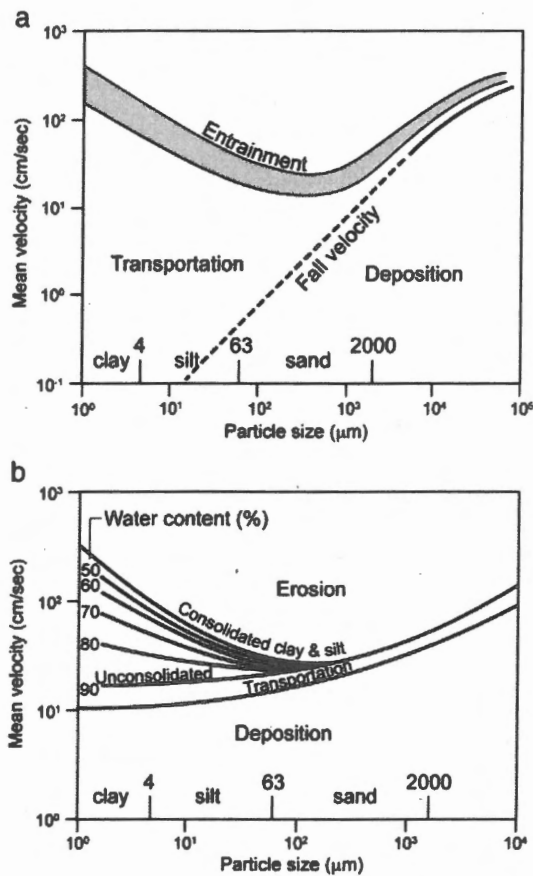 a
10³
10²
10¹
10⁰
10⁻¹
Mean velocity (cm/sec)
Entrainment
Transportation
Fall velocity
Deposition
clay 4 silt 63 sand 2000
10⁰ 10¹ 10² 10³ 10⁴ 10⁵
Particle size (µm)
b
10³
10²
10¹
10⁰
Mean velocity (cm/sec)
Water content (%)
50
60
70
80
90
Erosion
Consolidated clay & silt
Unconsolidated
Transportation
Deposition
clay 4 silt 63 sand 2000
10⁰ 10¹ 10² 10³ 10⁴
Particle size (µm)